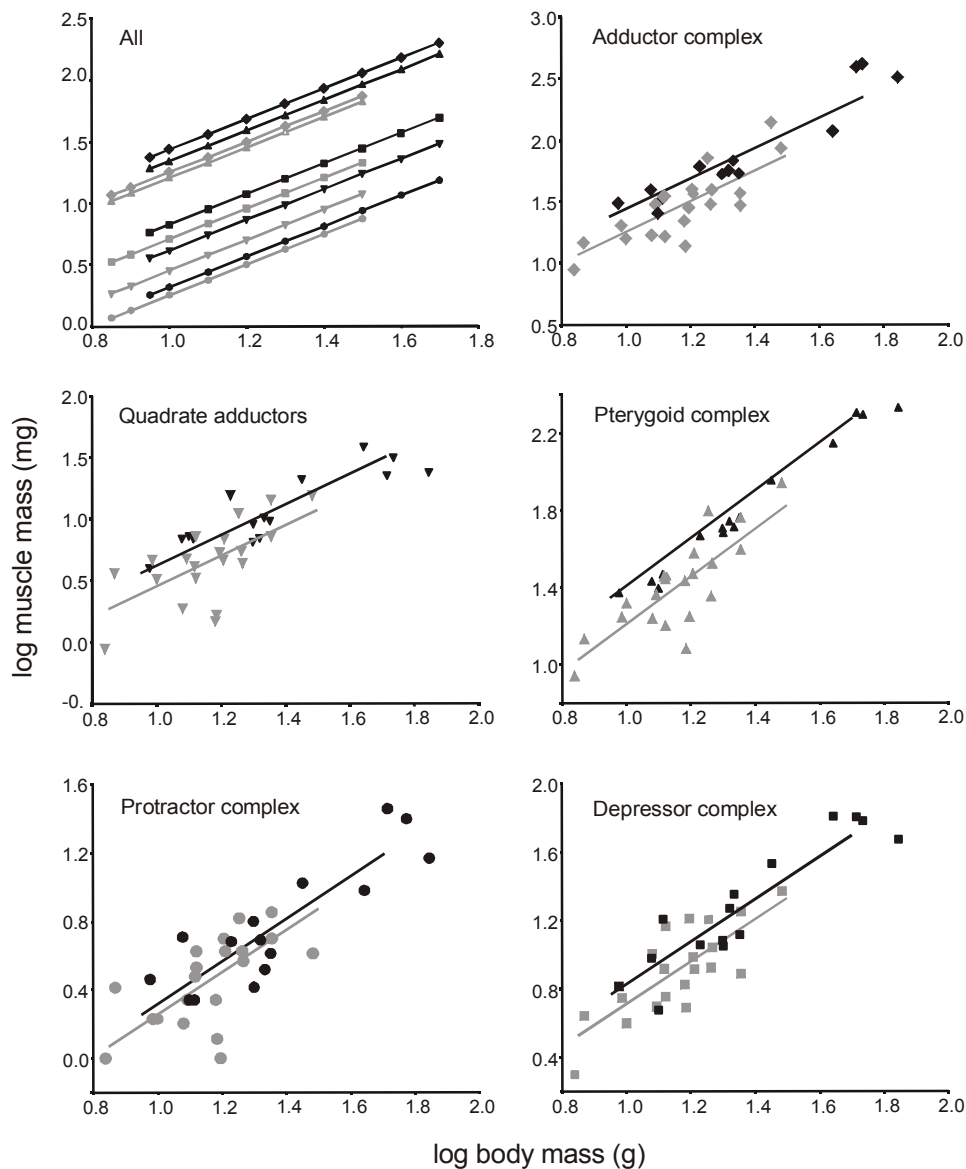 All
2.5
2.0
1.5
1.0
0.5
0.0
0.8 1.0 1.2 1.4 1.6 1.8
Adductor complex
3.0
2.5
2.0
1.5
1.0
0.5
0.8 1.0 1.2 1.4 1.6 1.8 2.0
log muscle mass (mg)
Quadrate adductors
2.0
1.5
1.0
0.5
0.0
-0.
0.8 1.0 1.2 1.4 1.6 1.8 2.0
Pterygoid complex
2.2
1.8
1.4
1.0
0.8 1.0 1.2 1.4 1.6 1.8 2.0
Protractor complex
1.6
1.2
0.8
0.4
0.0
0.8 1.0 1.2 1.4 1.6 1.8 2.0
Depressor complex
2.0
1.6
1.2
0.8
0.4
0.8 1.0 1.2 1.4 1.6 1.8 2.0
log body mass (g)